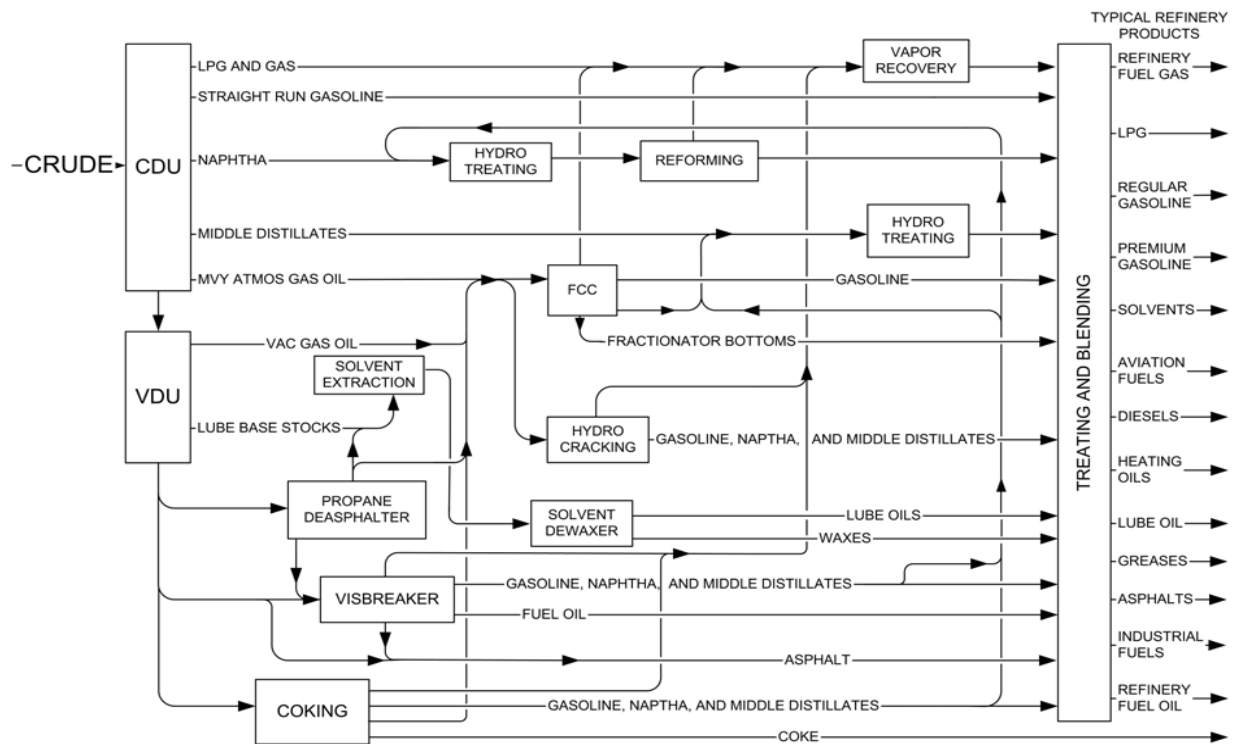 TYPICAL REFINERY
PRODUCTS
LPG AND GAS
VAPOR
RECOVERY
REFINERY
FUEL GAS
STRAIGHT RUN GASOLINE
LPG
CRUDE
CDU
NAPHTHA
HYDRO
TREATING
REFORMING
REGULAR
GASOLINE
MIDDLE DISTILLATES
HYDRO
TREATING
PREMIUM
GASOLINE
MVY ATMOS GAS OIL
FCC
GASOLINE
SOLVENTS
VAC GAS OIL
FRACTIONATOR BOTTOMS
TREATING AND BLENDING
VDU
SOLVENT
EXTRACTION
AVIATION
FUELS
LUBE BASE STOCKS
HYDRO
CRACKING
GASOLINE, NAPTHA, AND MIDDLE DISTILLATES
DIESELS
HEATING
OILS
PROPANE
DEASPHALTER
SOLVENT
DEWAXER
LUBE OILS
WAXES
LUBE OIL
GREASES
VISBREAKER
GASOLINE, NAPHTHA, AND MIDDLE DISTILLATES
FUEL OIL
ASPHALTS
ASPHALT
INDUSTRIAL
FUELS
COKING
GASOLINE, NAPTHA, AND MIDDLE DISTILLATES
REFINERY
FUEL OIL
COKE